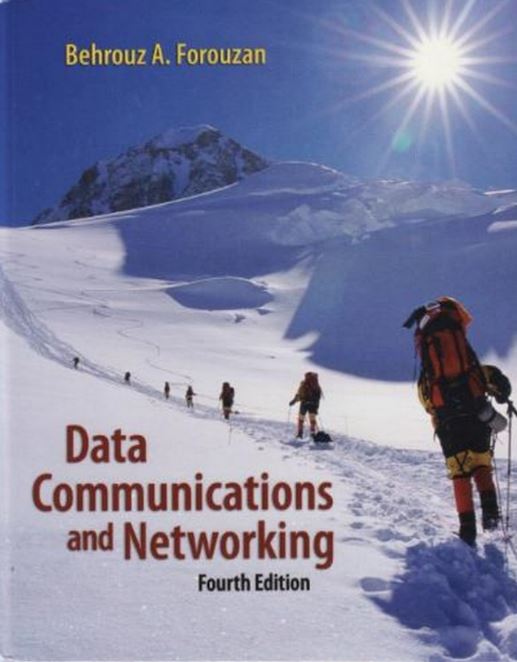 Behrouz A. Forouzan
Data
Communications
and Networking
Fourth Edition